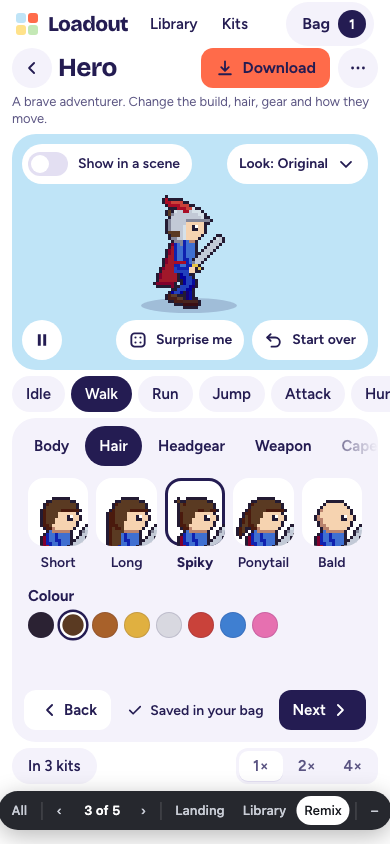 Loadout Library Kits Bag 1
Hero Download
A brave adventurer. Change the build, hair, gear and how they
move.
Show in a scene Look: Original
Surprise me Start over
Idle Walk Run Jump Attack Hur
Body Hair Headgear Weapon Cape
Short Long Spiky Ponytail Bald
Colour
Back Saved in your bag Next
In 3 kits 1× 2× 4×
All ‹ 3 of 5 › Landing Library Remix –